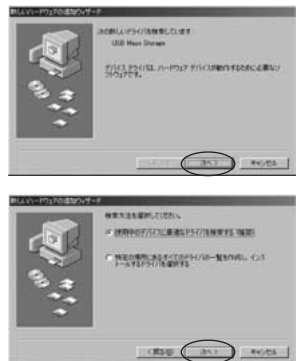 新しいハードウェアの追加ウィザード
次の新しいドライバを検索しています:
USB Mass Storage
デバイス ドライバは、ハードウェア デバイスが動作するために必要なソ
フトウェアです。
次へ >
キャンセル
新しいハードウェアの追加ウィザード
検索方法を選択してください。
使用中のデバイスに最適なドライバを検索する (推奨)
特定の場所にあるすべてのドライバの一覧を作成し、インス
トールするドライバを選択する
< 戻る(B)
次へ >
キャンセル